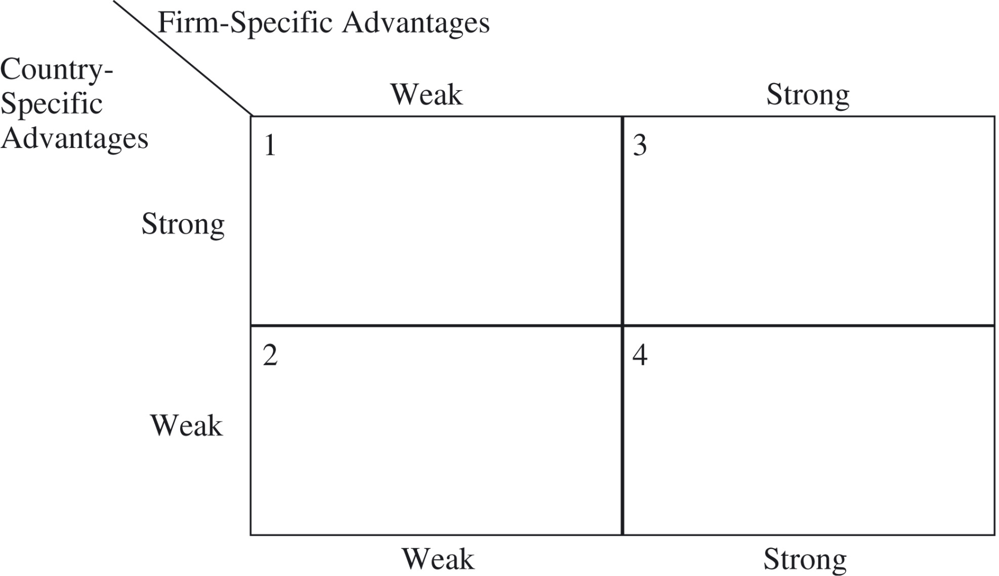 Firm-Specific Advantages
Country-
Specific
Advantages
Weak Strong
1 3
Strong
2 4
Weak
Weak Strong